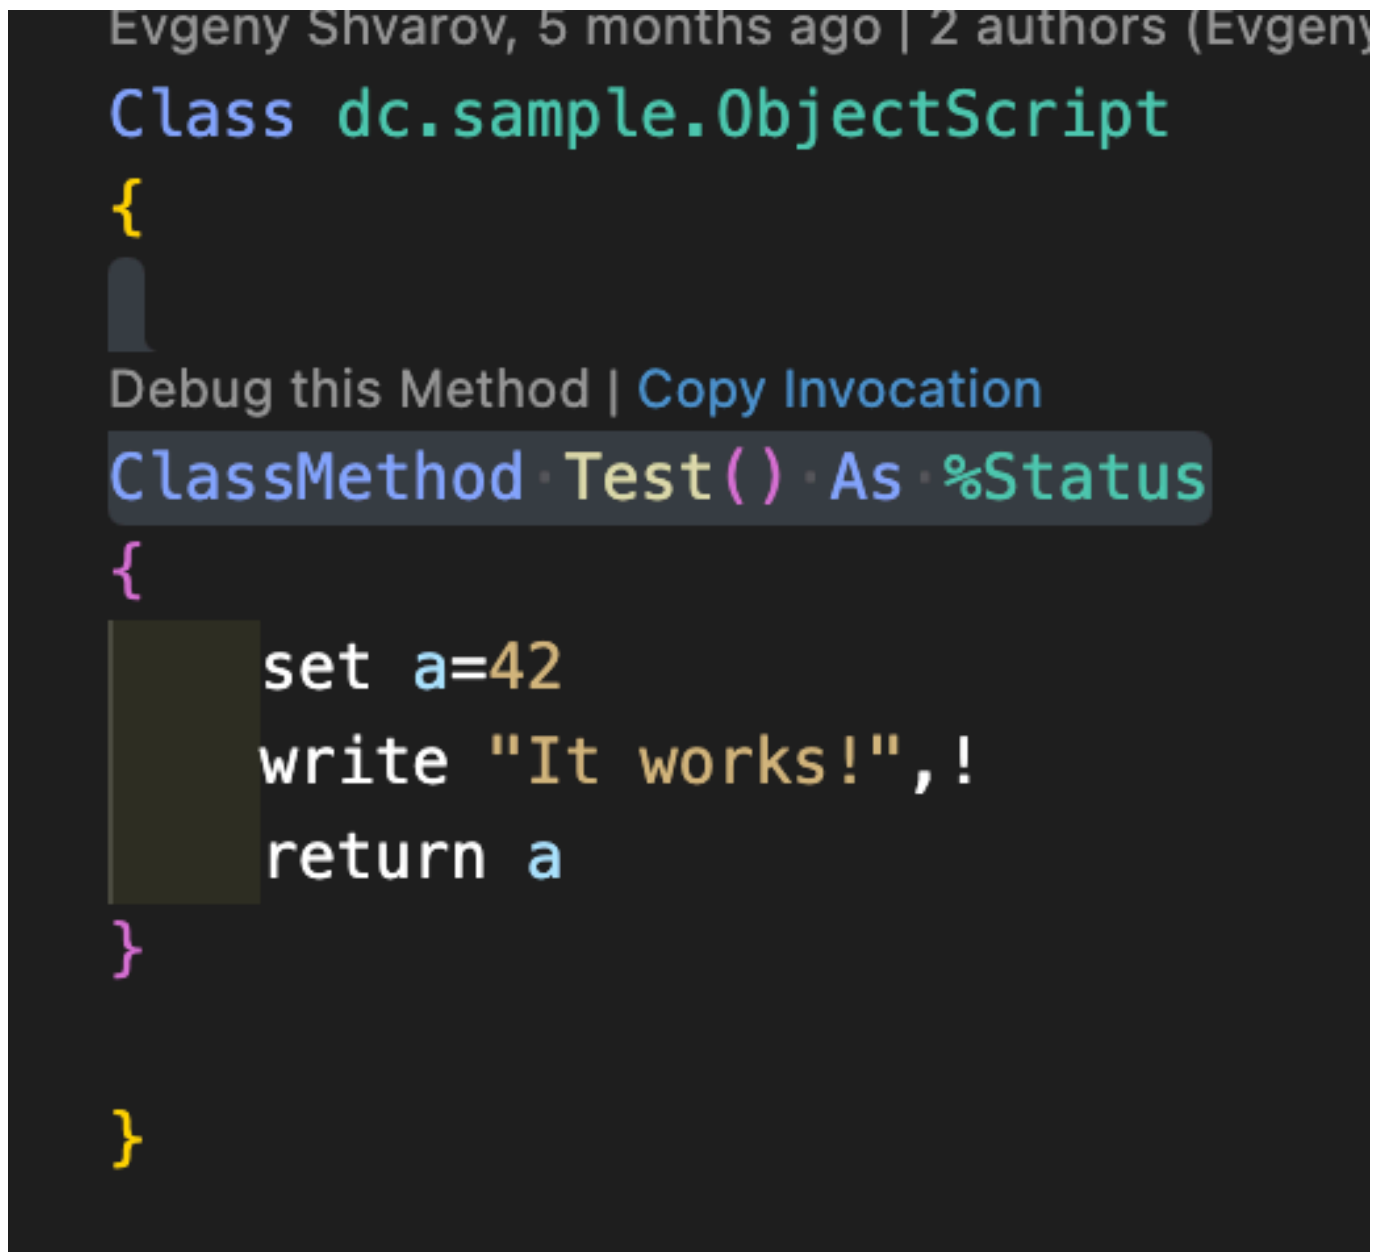 Evgeny Shvarov, 5 months ago | 2 authors (Evgeny
Class dc.sample.ObjectScript
{
Debug this Method | Copy Invocation
ClassMethod Test() As %Status
{
set a=42
write "It works!",!
return a
}
}